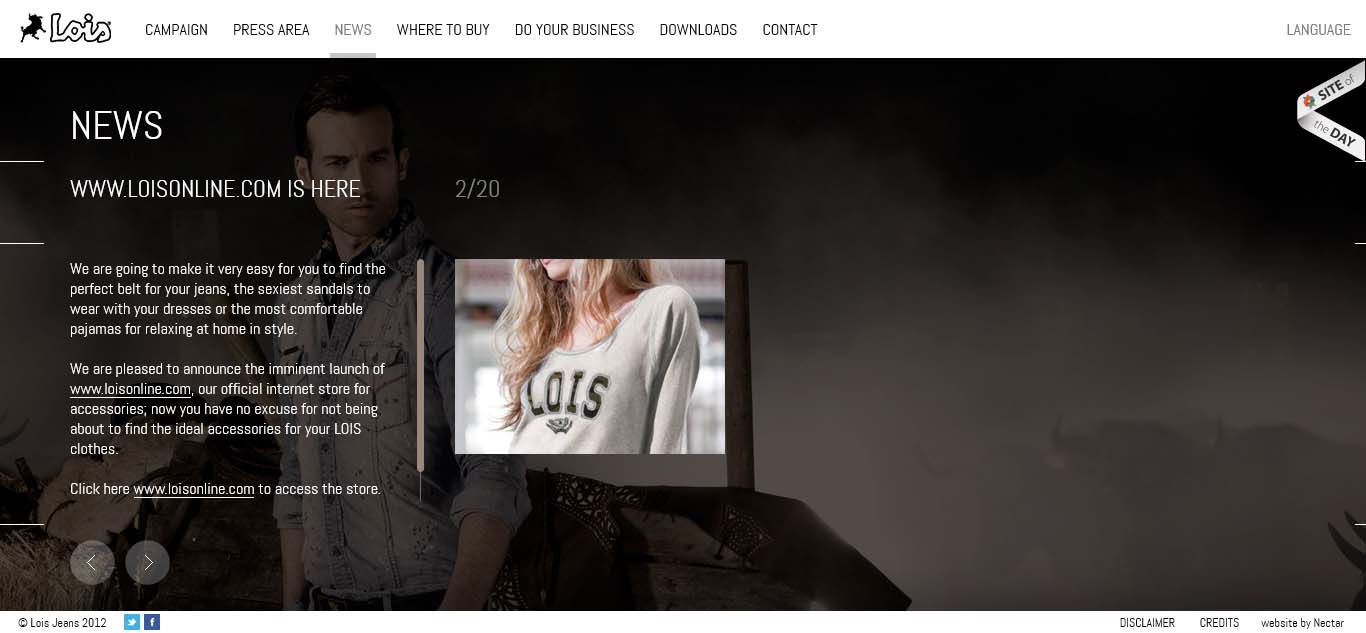 Lois CAMPAIGN PRESS AREA NEWS WHERE TO BUY DO YOUR BUSINESS DOWNLOADS CONTACT LANGUAGE
SITE of
the DAY
NEWS
WWW.LOISONLINE.COM IS HERE 2/20
We are going to make it very easy for you to find the
perfect belt for your jeans, the sexiest sandals to
wear with your dresses or the most comfortable
pajamas for relaxing at home in style.
We are pleased to announce the imminent launch of
www.loisonline.com, our official internet store for
accessories; now you have no excuse for not being
about to find the ideal accessories for your LOIS
clothes.
Click here www.loisonline.com to access the store.
LOIS
© Lois Jeans 2012 DISCLAIMER CREDITS website by Nectar